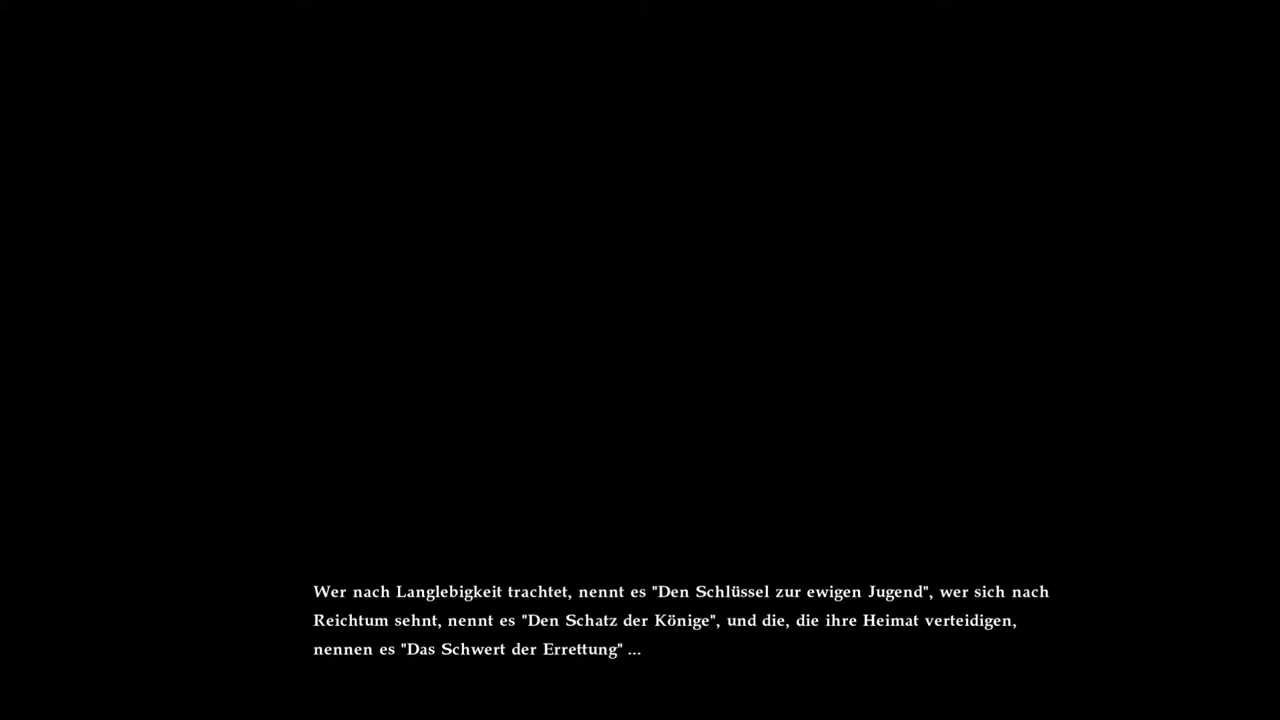 Wer nach Langlebigkeit trachtet, nennt es "Den Schlüssel zur ewigen Jugend", wer sich nach
Reichtum sehnt, nennt es "Den Schatz der Könige", und die, die ihre Heimat verteidigen,
nennen es "Das Schwert der Errettung" ...